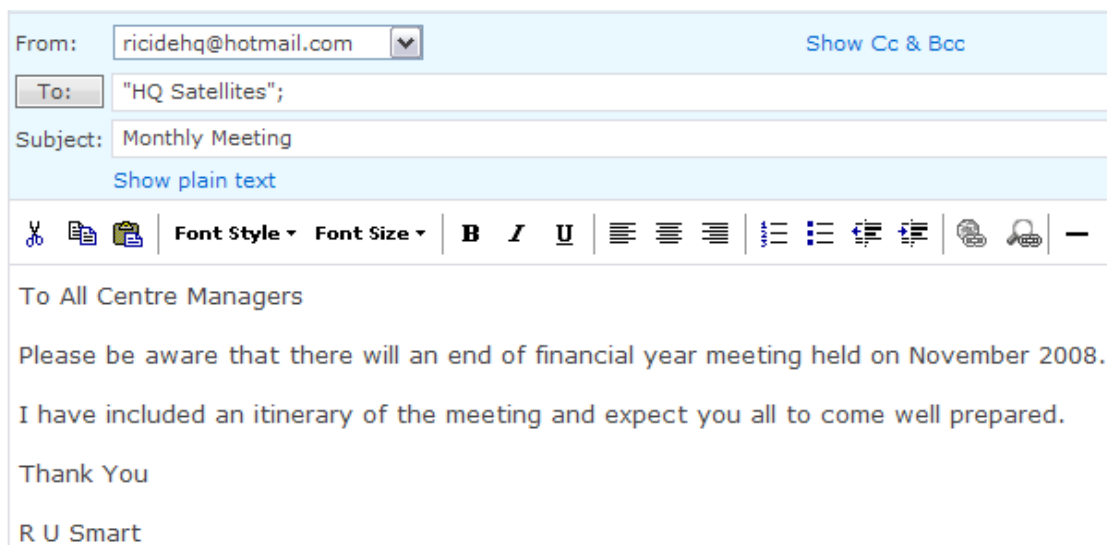 From: ricidehq@hotmail.com Show Cc & Bcc
To: "HQ Satellites";
Subject: Monthly Meeting
Show plain text
Font Style Font Size B I U
To All Centre Managers
Please be aware that there will an end of financial year meeting held on November 2008.
I have included an itinerary of the meeting and expect you all to come well prepared.
Thank You
R U Smart